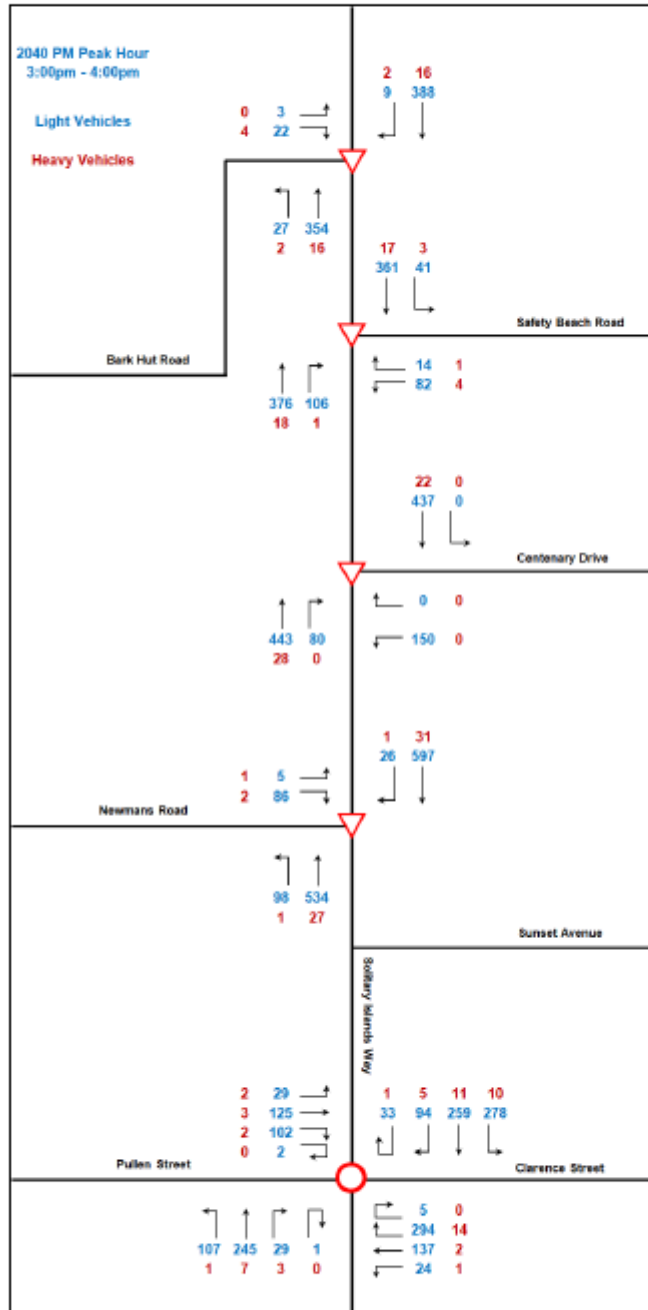 2040 PM Peak Hour
3:00pm - 4:00pm
Light Vehicles
Heavy Vehicles
2 16
9 388
0 3
4 22
27 354
2 16
17 3
361 41
Safety Beach Road
Bark Hut Road
14 1
82 4
376 106
18 1
22 0
437 0
Centenary Drive
0 0
443 80
150 0
28 0
1 31
26 597
1 5
2 86
Newmans Road
98 534
1 27
Sunset Avenue
Solitary Islands Way
2 29
3 125
2 102
0 2
1 5 11 10
33 94 259 278
Pullen Street
Clarence Street
5 0
294 14
137 2
24 1
107 245 29 1
1 7 3 0